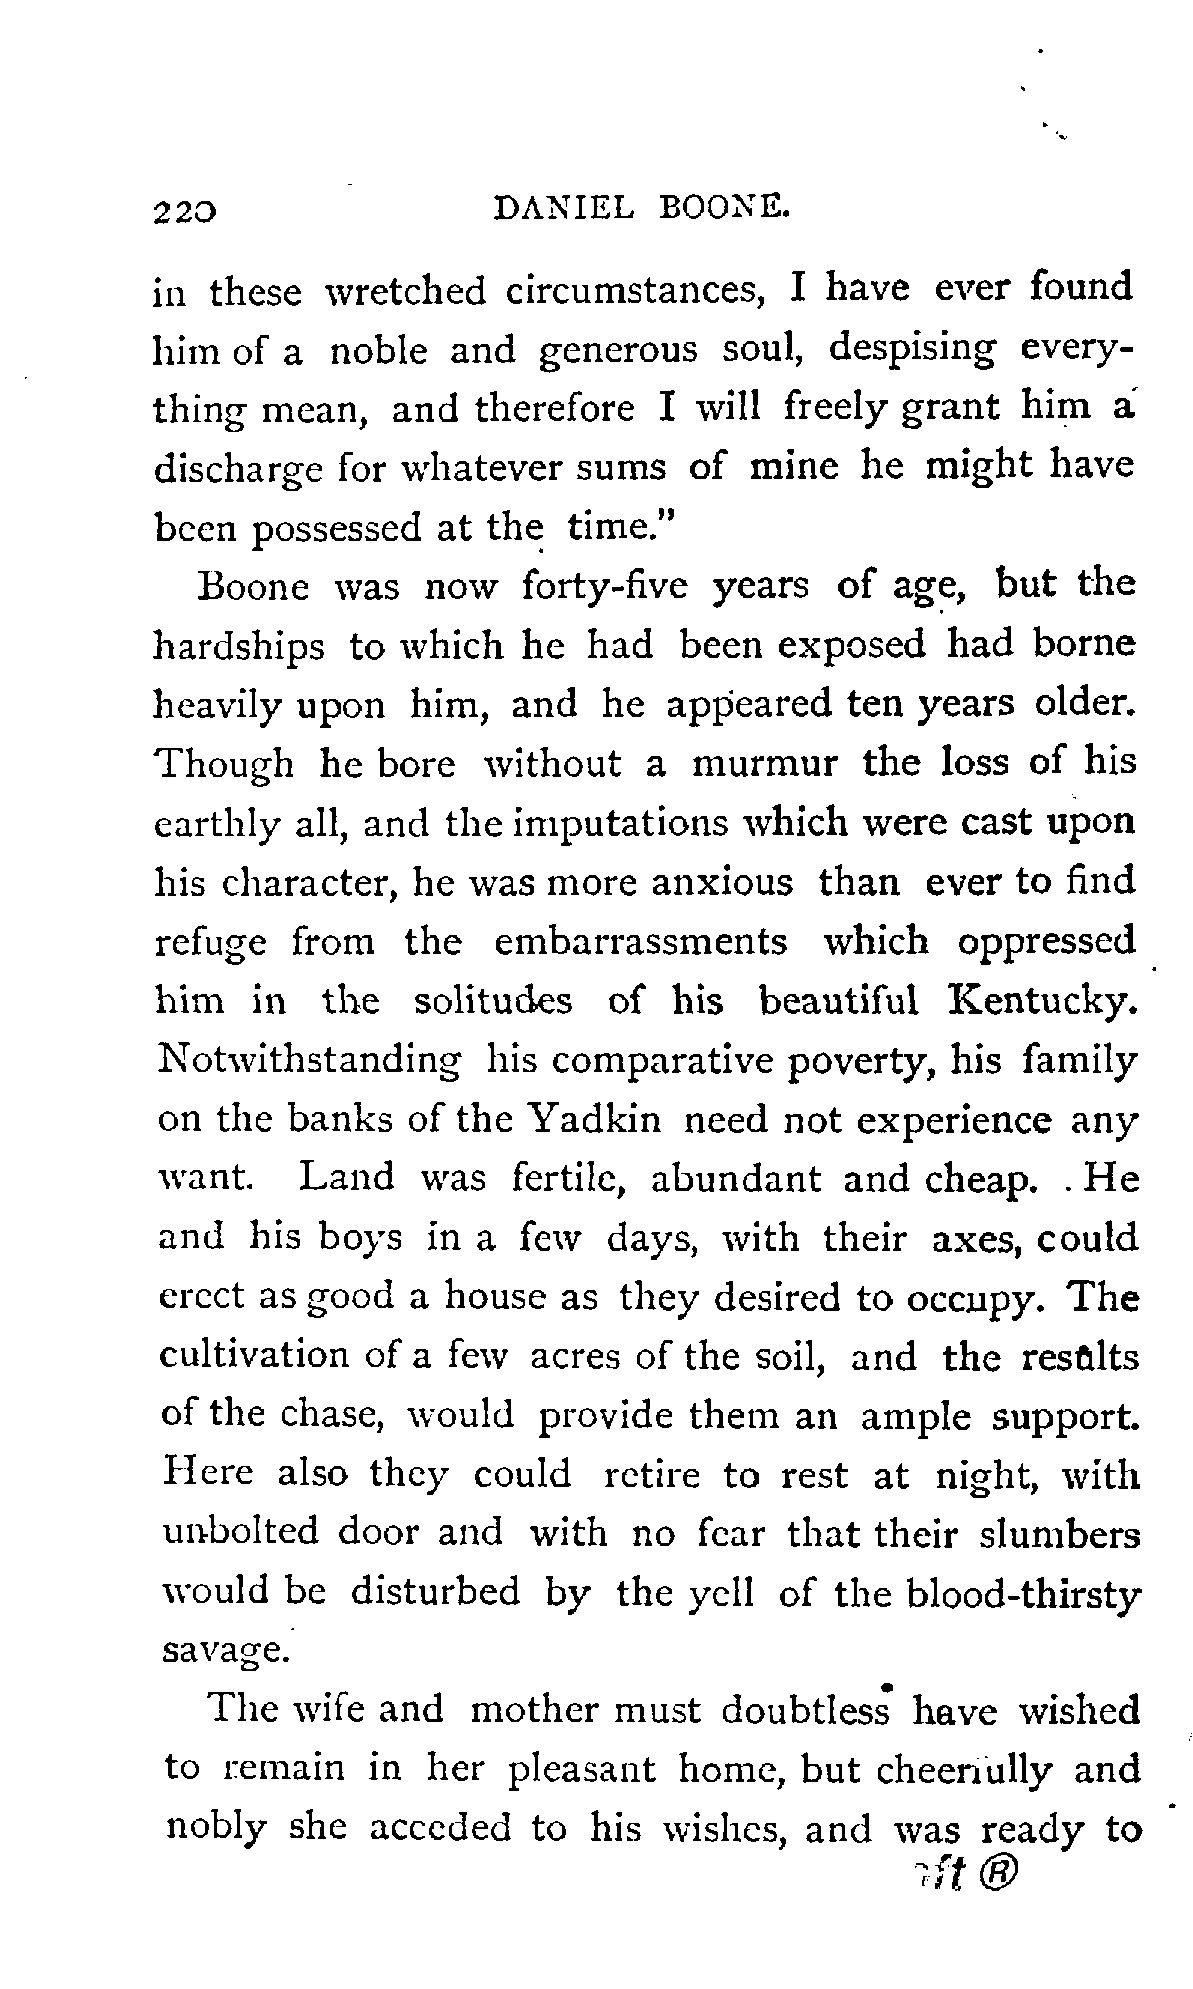 220 DANIEL BOONE.
in these wretched circumstances, I have ever found
him of a noble and generous soul, despising every-
thing mean, and therefore I will freely grant him a
discharge for whatever sums of mine he might have
been possessed at the time."
Boone was now forty-five years of age, but the
hardships to which he had been exposed had borne
heavily upon him, and he appeared ten years older.
Though he bore without a murmur the loss of his
earthly all, and the imputations which were cast upon
his character, he was more anxious than ever to find
refuge from the embarrassments which oppressed
him in the solitudes of his beautiful Kentucky.
Notwithstanding his comparative poverty, his family
on the banks of the Yadkin need not experience any
want. Land was fertile, abundant and cheap. He
and his boys in a few days, with their axes, could
erect as good a house as they desired to occupy. The
cultivation of a few acres of the soil, and the results
of the chase, would provide them an ample support.
Here also they could retire to rest at night, with
unbolted door and with no fear that their slumbers
would be disturbed by the yell of the blood-thirsty
savage.
The wife and mother must doubtless have wished
to remain in her pleasant home, but cheerfully and
nobly she acceded to his wishes, and was ready to
®